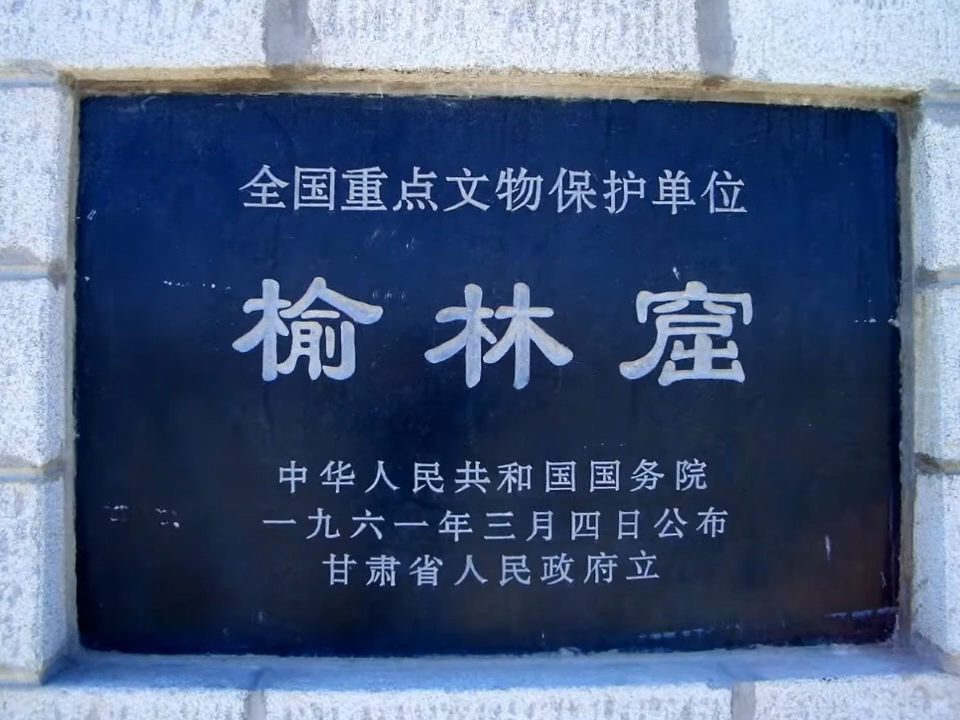 全国重点文物保护单位
榆林窟
中华人民共和国国务院
一九六一年三月四日公布
甘肃省人民政府立